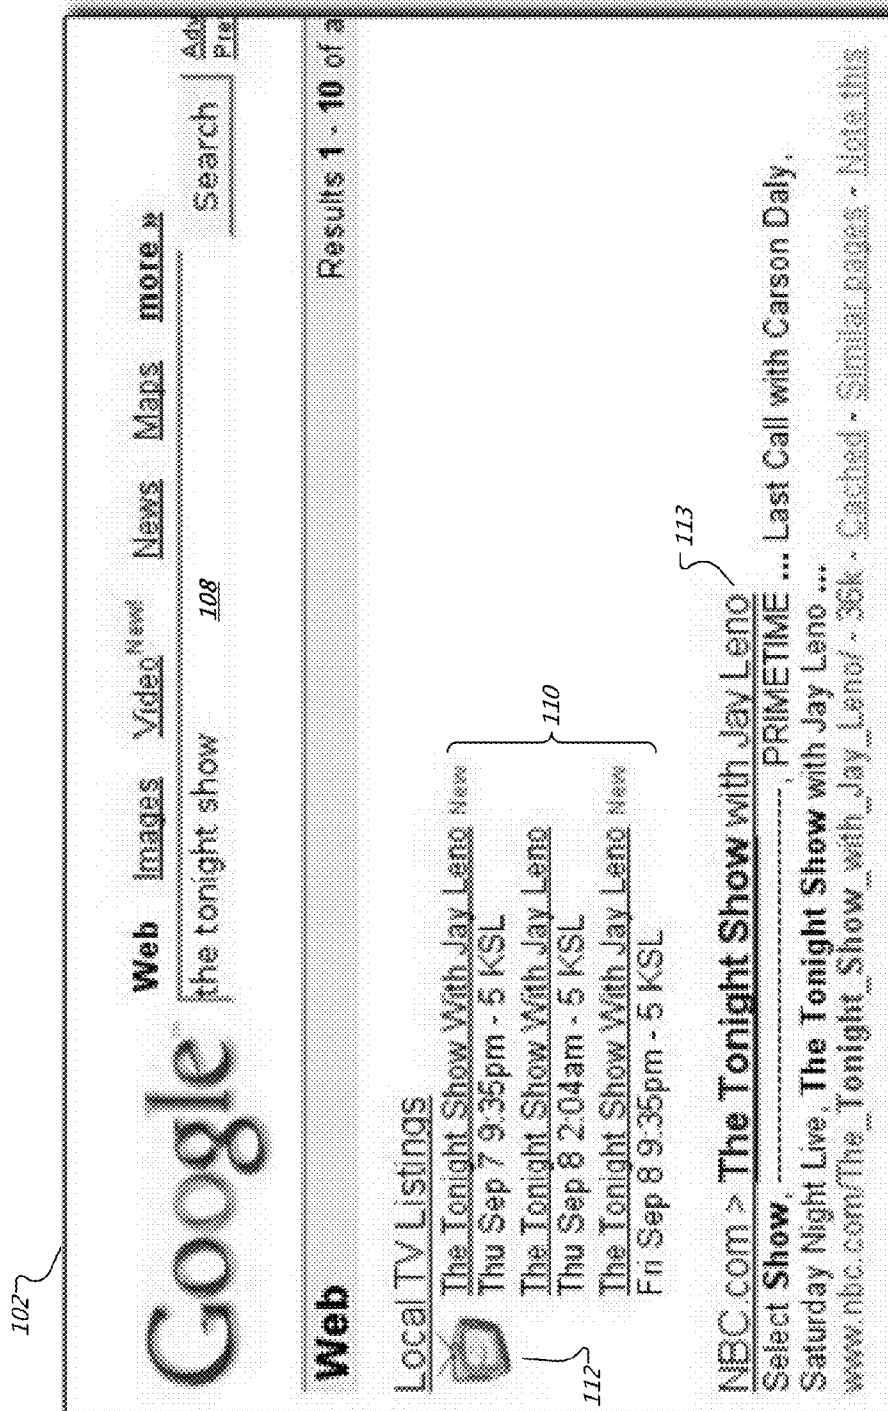 102
Google
Web Images Video New! News Maps more »
the tonight show
108
Search
Adv
Pre
Web
Results 1 - 10 of a
Local TV Listings
The Tonight Show With Jay Leno New
Thu Sep 7 9:35pm - 5 KSL
The Tonight Show With Jay Leno
Thu Sep 8 2:04am - 5 KSL
The Tonight Show With Jay Leno New
Fri Sep 8 9:35pm - 5 KSL
110
112
113
NBC.com > The Tonight Show with Jay Leno
Select Show, ----------------------------, PRIMETIME ... Last Call with Carson Daly,
Saturday Night Live, The Tonight Show with Jay Leno ...
www.nbc.com/The_Tonight_Show_with_Jay_Leno/ - 36k - Cached - Similar pages - Note this